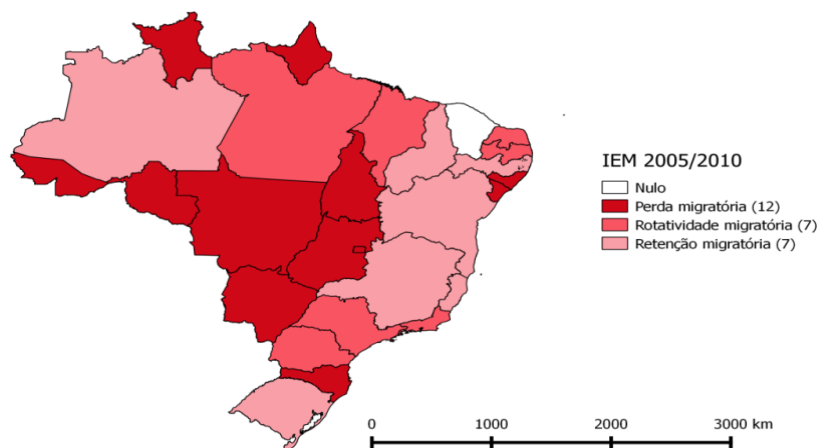 IEM 2005/2010
Nulo
Perda migratória (12)
Rotatividade migratória (7)
Retenção migratória (7)
0 1000 2000 3000 km